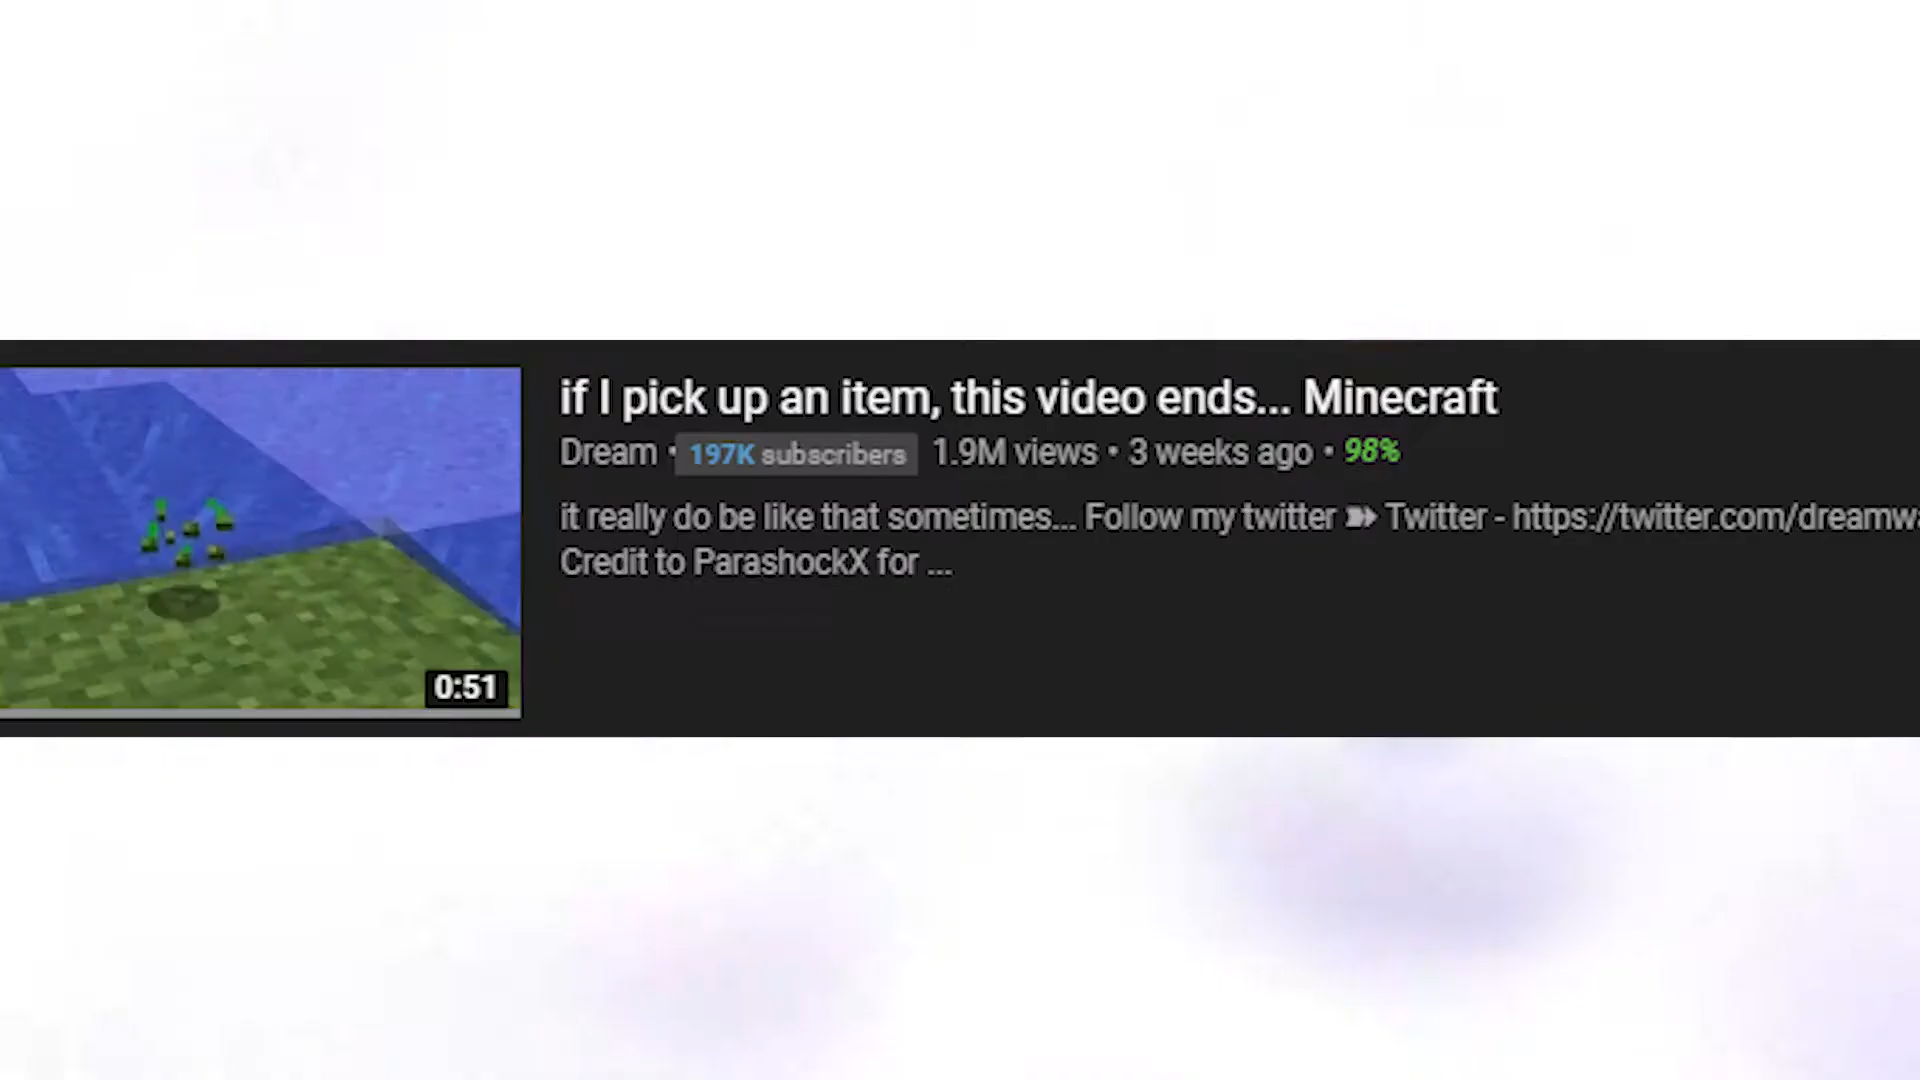 if I pick up an item, this video ends... Minecraft
Dream • 197K subscribers 1.9M views • 3 weeks ago • 98%
it really do be like that sometimes... Follow my twitter ➽ Twitter - https://twitter.com/dreamw
Credit to ParashockX for ...
0:51